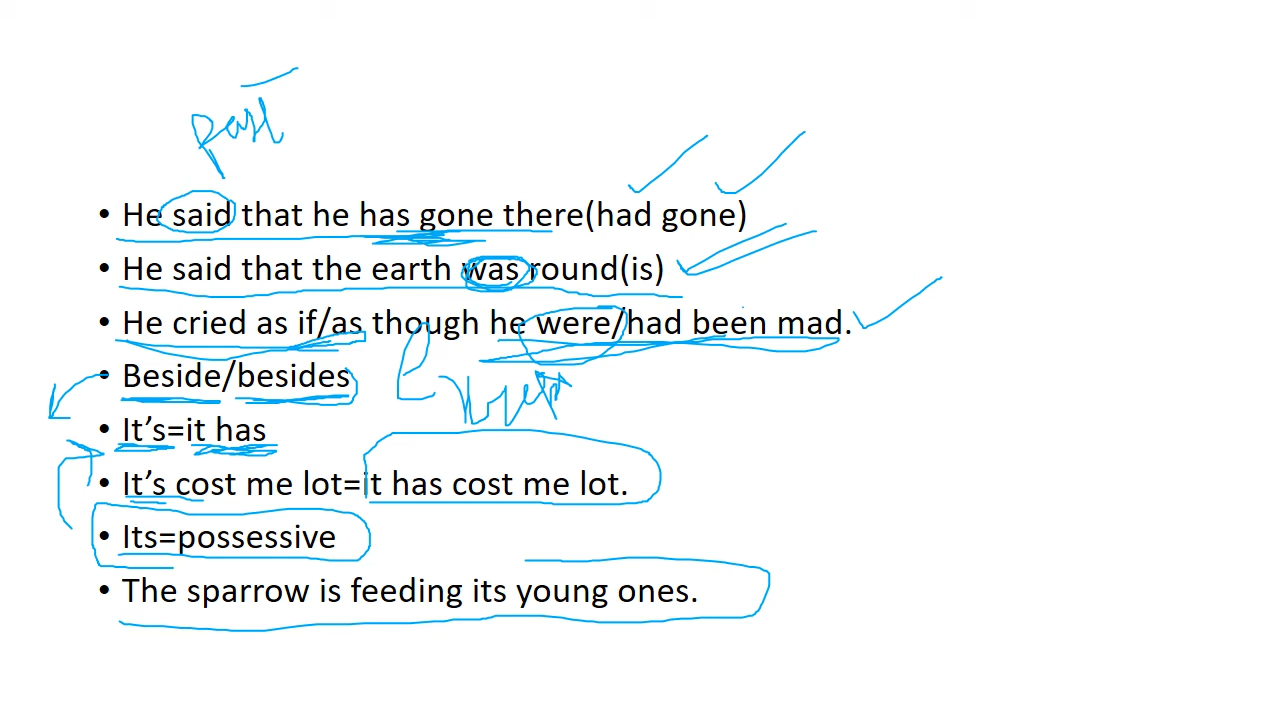 past
• He said that he has gone there(had gone)
• He said that the earth was round(is)
• He cried as if/as though he were/had been mad.
• Beside/besides
• It’s=it has
• It’s cost me lot=it has cost me lot.
• Its=possessive
• The sparrow is feeding its young ones.